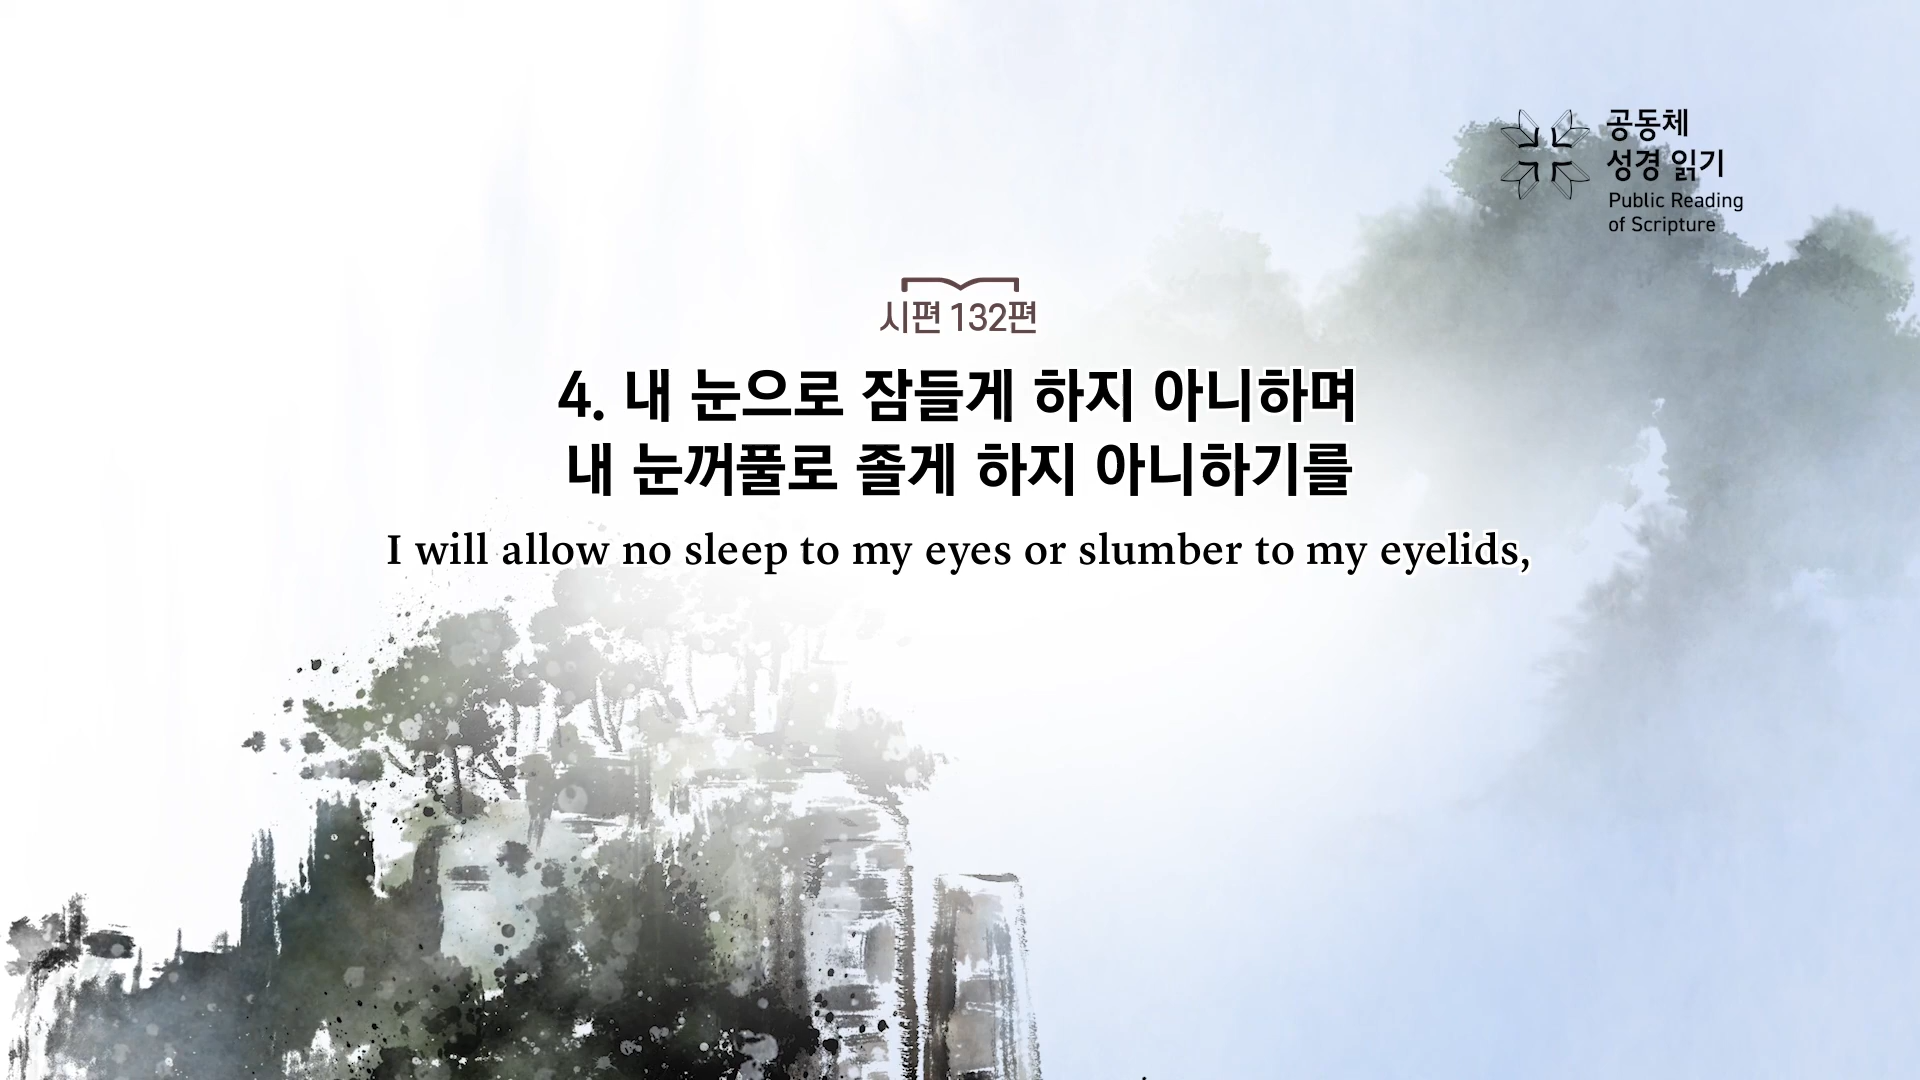 공동체
성경 읽기
Public Reading
of Scripture
시편 132편
4. 내 눈으로 잠들게 하지 아니하며
내 눈꺼풀로 졸게 하지 아니하기를
I will allow no sleep to my eyes or slumber to my eyelids,